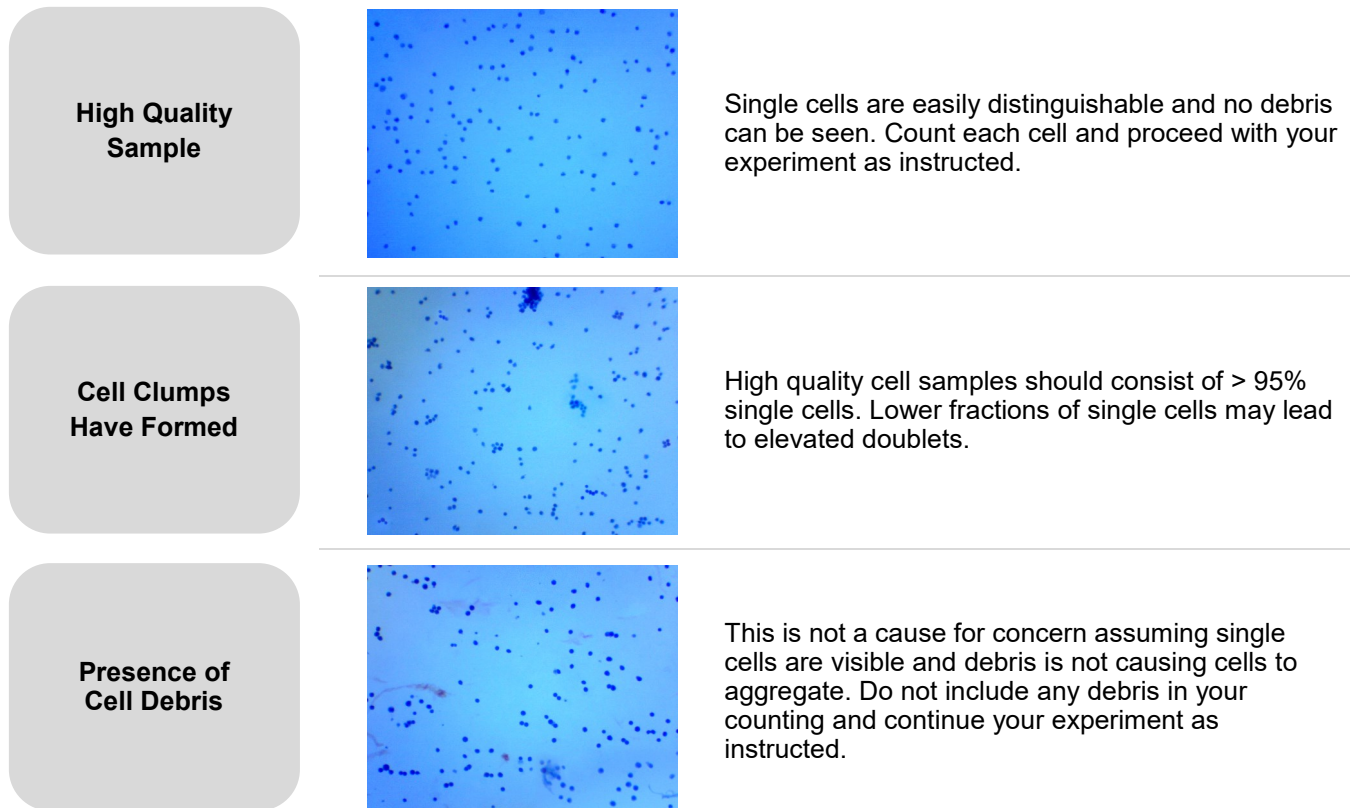 High Quality
Sample
Single cells are easily distinguishable and no debris
can be seen. Count each cell and proceed with your
experiment as instructed.
Cell Clumps
Have Formed
High quality cell samples should consist of > 95%
single cells. Lower fractions of single cells may lead
to elevated doublets.
Presence of
Cell Debris
This is not a cause for concern assuming single
cells are visible and debris is not causing cells to
aggregate. Do not include any debris in your
counting and continue your experiment as
instructed.